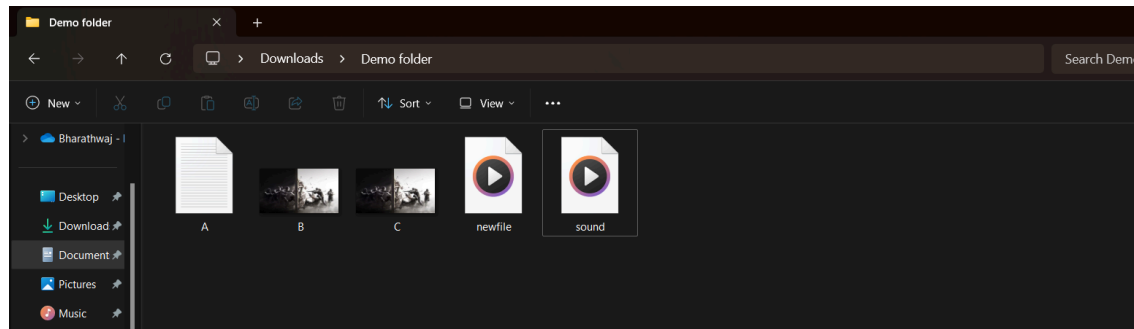 Demo folder
Downloads > Demo folder
Search Dem
New
Sort
View
Bharathwaj -
Desktop
Download
Document
Pictures
Music
A
B
C
newfile
sound